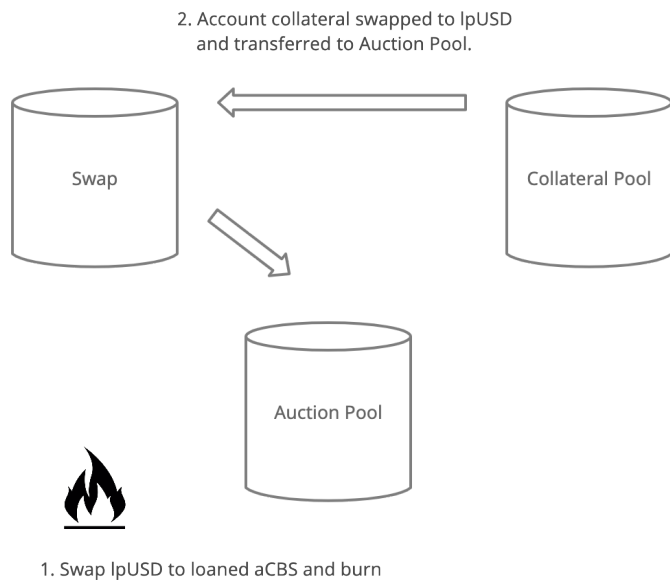 2. Account collateral swapped to lpUSD
and transferred to Auction Pool.
Swap
Collateral Pool
Auction Pool
1. Swap lpUSD to loaned aCBS and burn